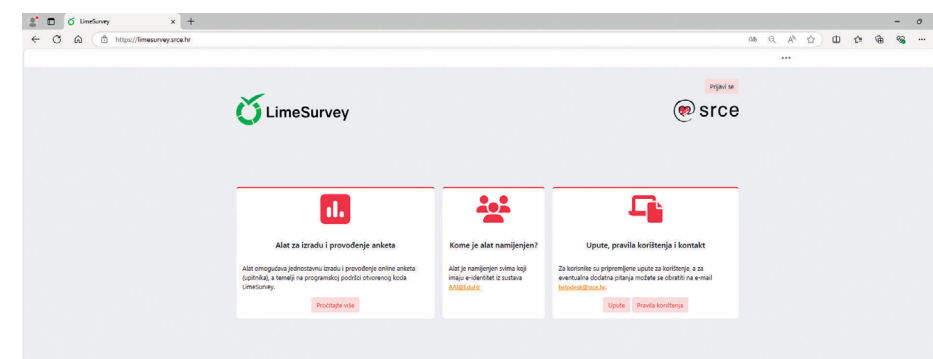 LimeSurvey
https://limesurvey.srce.hr
Prijavi se
LimeSurvey
srce
Alat za izradu i provođenje anketa
Alat omogućava jednostavnu izradu i provođenje online anketa
(upitnika), a temelji na programskoj podršci otvorenog koda
LimeSurvey.
Pročitajte više
Kome je alat namijenjen?
Alat je namijenjen svima koji
imaju e-identitet iz sustava
AAI@EduHr
Upute, pravila korištenja i kontakt
Za korisnike su pripremljene upute za korištenje, a za
eventualna dodatna pitanja možete se obratiti na e-mail
helpdesk@srce.hr.
Upute
Pravila korištenja